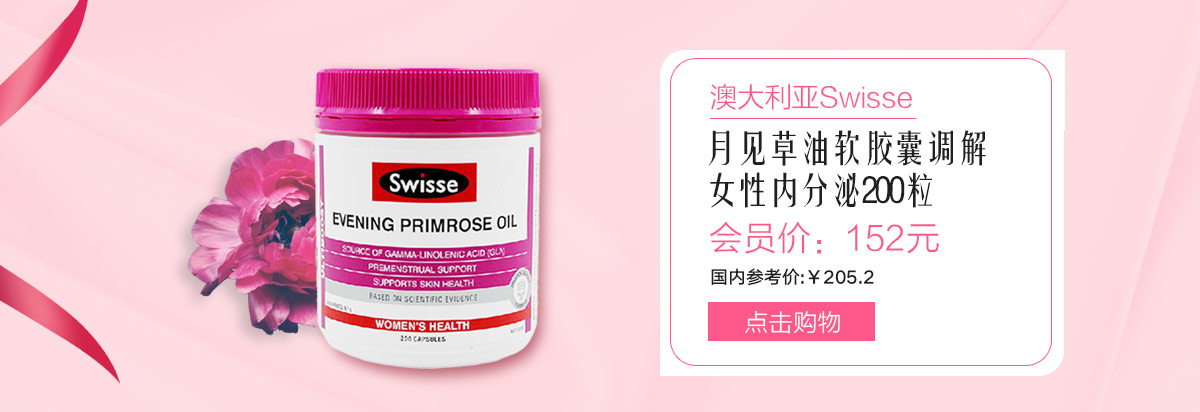 Swisse
EVENING PRIMROSE OIL
SOURCE OF GAMMA-LINOLENIC ACID (GLA)
PREMENSTRUAL SUPPORT
SUPPORTS SKIN HEALTH
BASED ON SCIENTIFIC EVIDENCE
WOMEN'S HEALTH
200 CAPSULES
澳大利亚Swisse
月见草油软胶囊调解
女性内分泌200粒
会员价：152元
国内参考价:￥205.2
点击购物